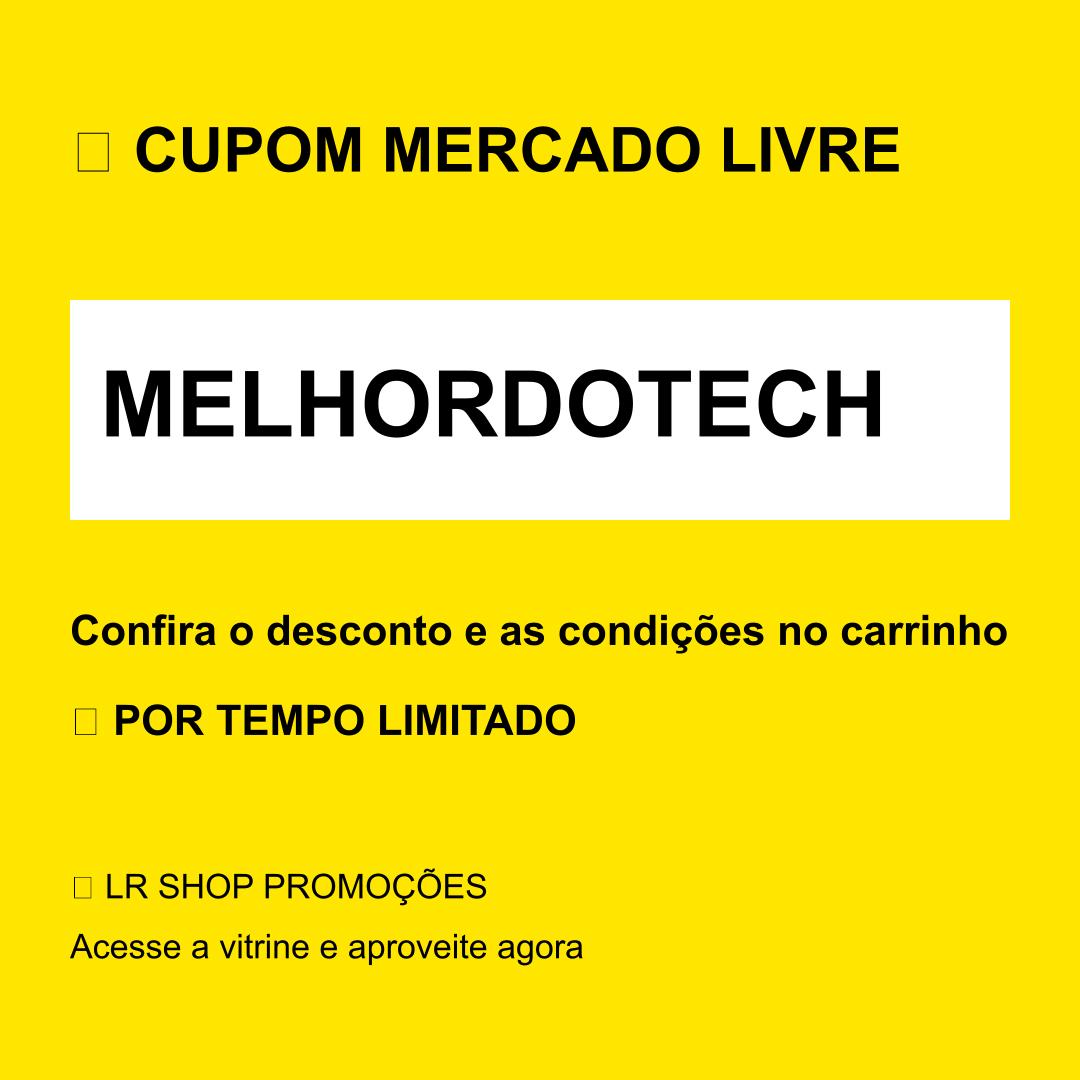 CUPOM MERCADO LIVRE
MELHORDOTECH
Confira o desconto e as condições no carrinho
POR TEMPO LIMITADO
LR SHOP PROMOÇÕES
Acesse a vitrine e aproveite agora